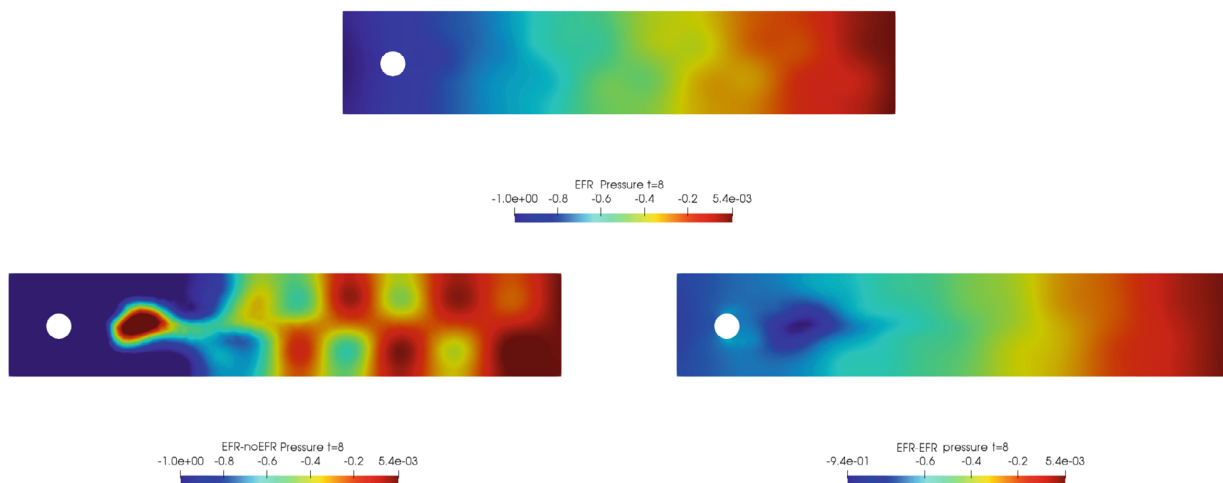 EFR Pressure t=8
-1.0e+00 -0.8 -0.6 -0.4 -0.2 5.4e-03
EFR-noEFR Pressure t=8
-1.0e+00 -0.8 -0.6 -0.4 -0.2 5.4e-03
EFR-EFR pressure t=8
-9.4e-01 -0.6 -0.4 -0.2 5.4e-03